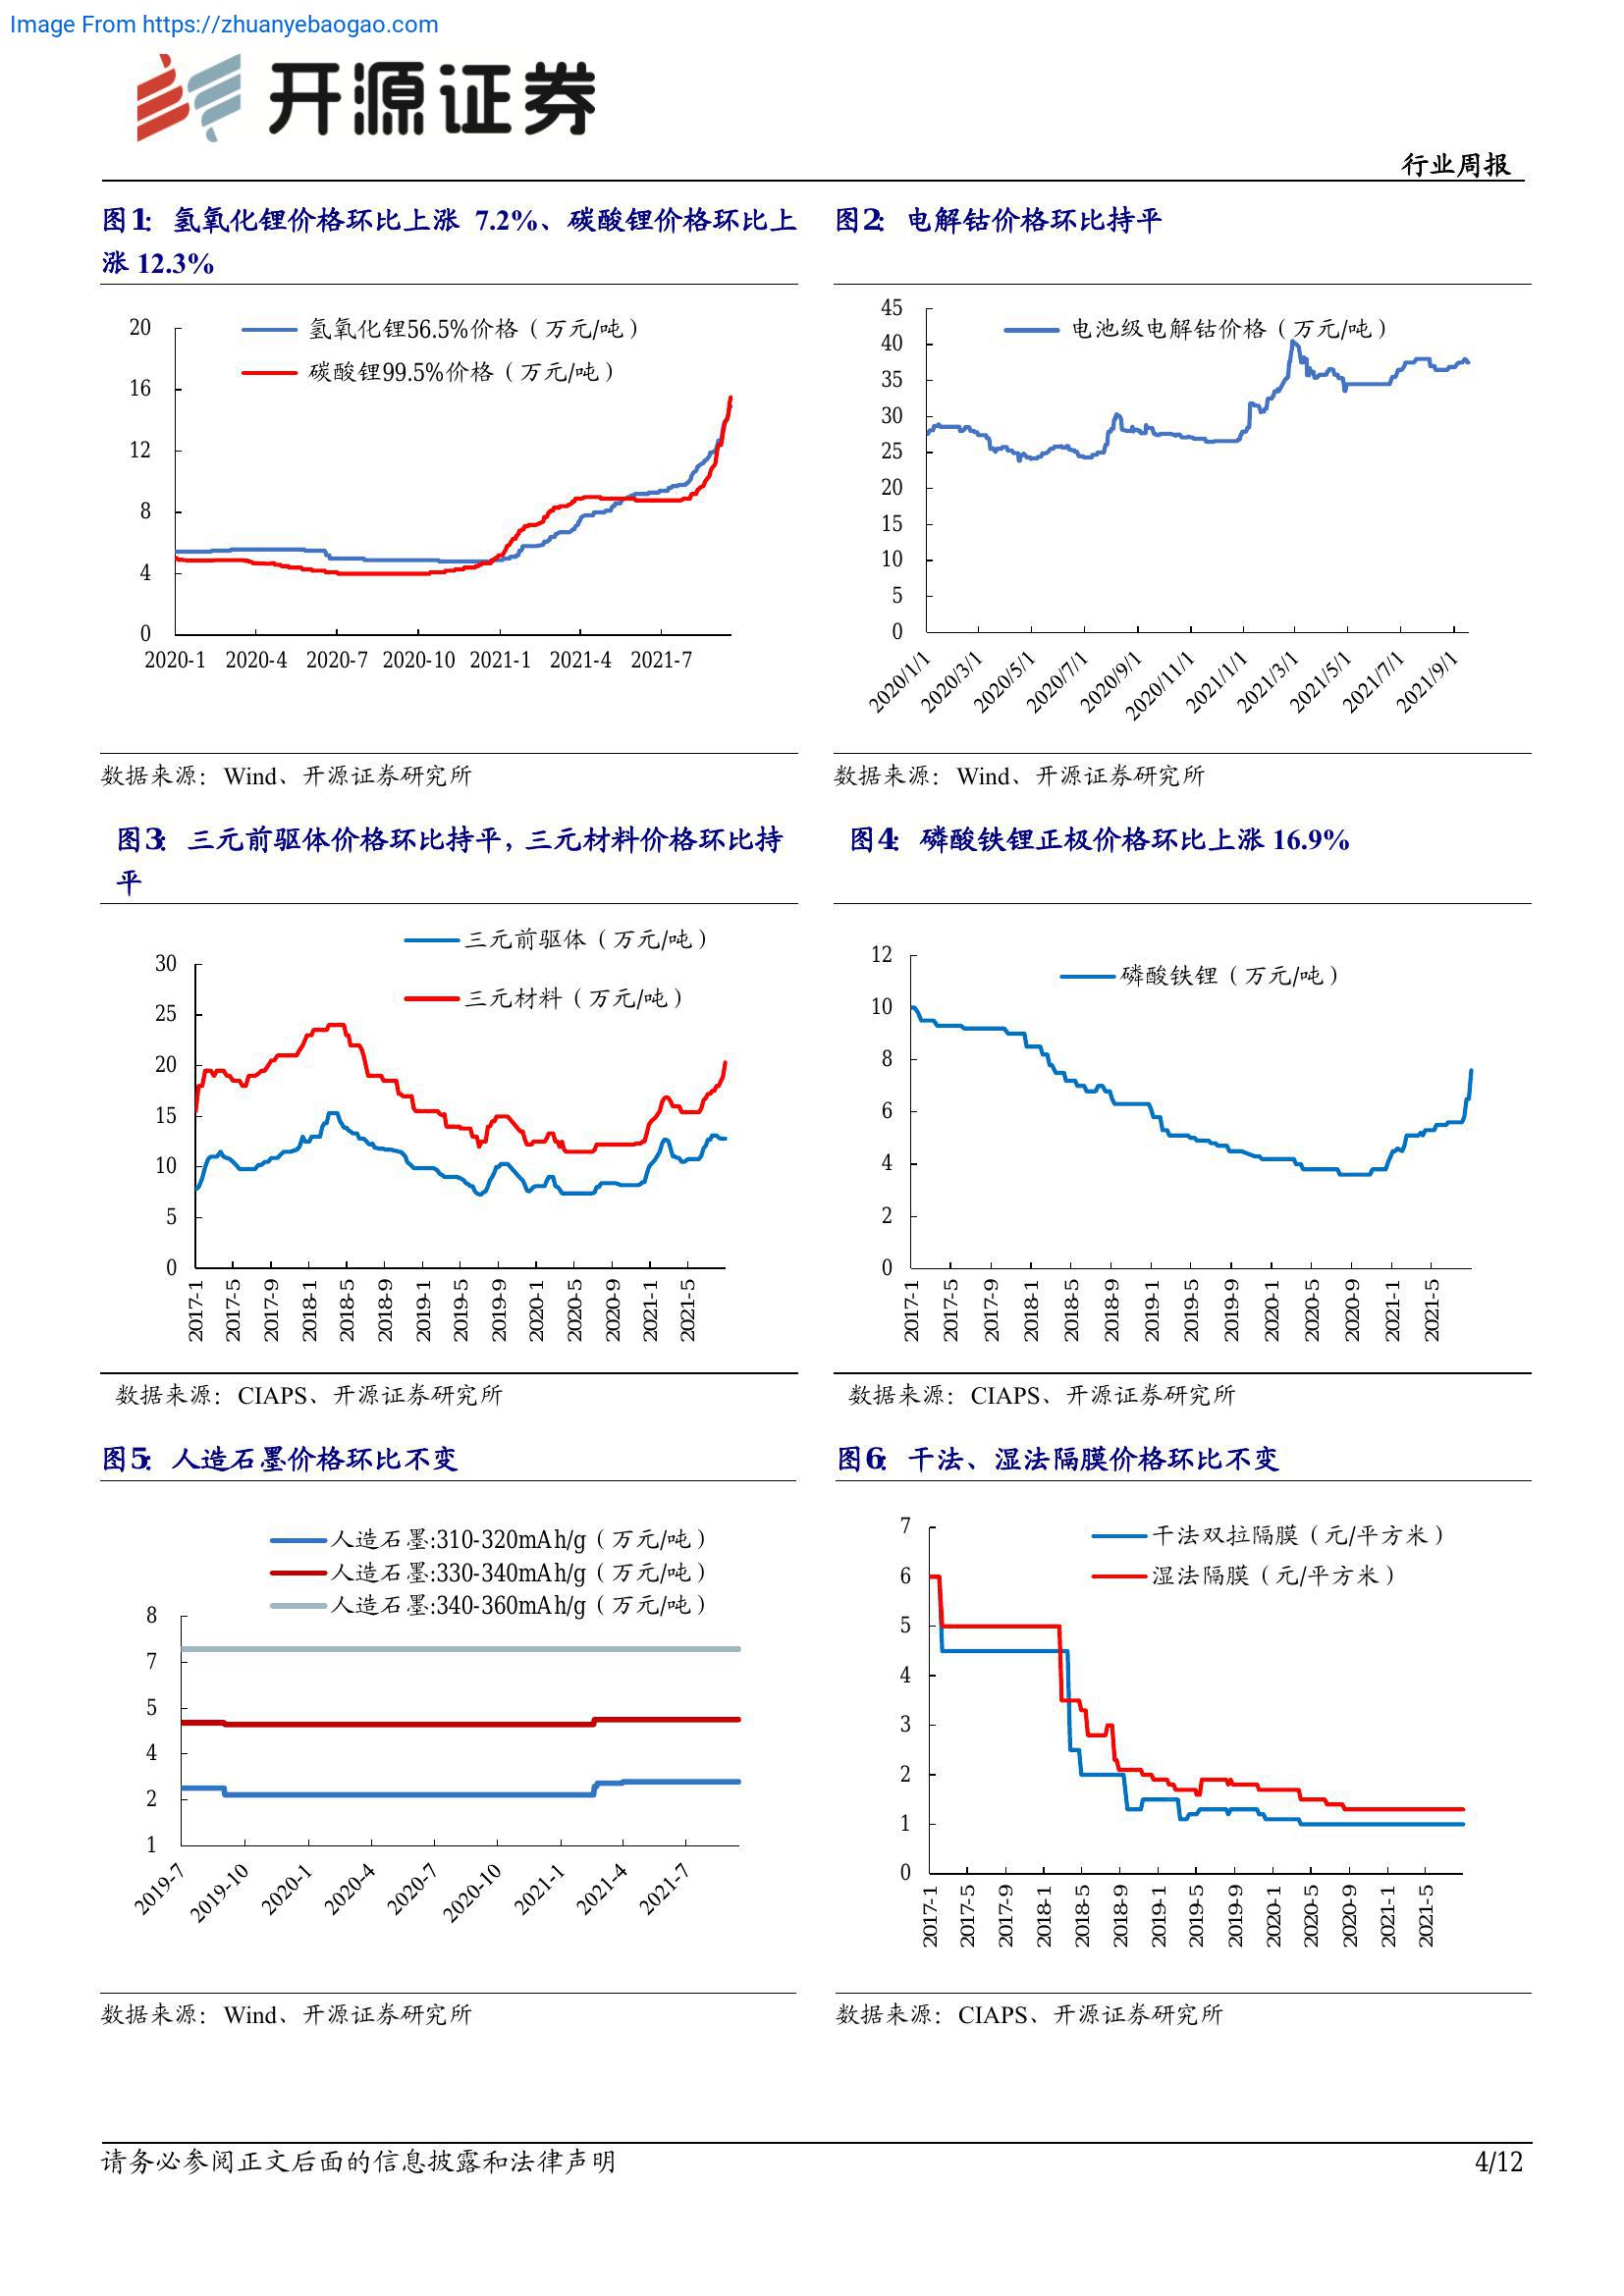 Image From https://zhuanyebaogao.com
开源证券
行业周报
图1：氢氧化锂价格环比上涨 7.2%、碳酸锂价格环比上
涨 12.3%
氢氧化锂56.5%价格（万元/吨）
碳酸锂99.5%价格（万元/吨）
20
16
12
8
4
0
2020-1 2020-4 2020-7 2020-10 2021-1 2021-4 2021-7
数据来源：Wind、开源证券研究所
图2：电解钴价格环比持平
电池级电解钴价格（万元/吨）
45
40
35
30
25
20
15
10
5
0
2020/1/1 2020/3/1 2020/5/1 2020/7/1 2020/9/1 2020/11/1 2021/1/1 2021/3/1 2021/5/1 2021/7/1 2021/9/1
数据来源：Wind、开源证券研究所
图3：三元前驱体价格环比持平，三元材料价格环比持
平
三元前驱体（万元/吨）
三元材料（万元/吨）
30
25
20
15
10
5
0
2017-1 2017-5 2017-9 2018-1 2018-5 2018-9 2019-1 2019-5 2019-9 2020-1 2020-5 2020-9 2021-1 2021-5
数据来源：CIAPS、开源证券研究所
图4：磷酸铁锂正极价格环比上涨 16.9%
磷酸铁锂（万元/吨）
12
10
8
6
4
2
0
2017-1 2017-5 2017-9 2018-1 2018-5 2018-9 2019-1 2019-5 2019-9 2020-1 2020-5 2020-9 2021-1 2021-5
数据来源：CIAPS、开源证券研究所
图5：人造石墨价格环比不变
人造石墨:310-320mAh/g（万元/吨）
人造石墨:330-340mAh/g（万元/吨）
人造石墨:340-360mAh/g（万元/吨）
8
7
5
4
2
1
2019-7 2019-10 2020-1 2020-4 2020-7 2020-10 2021-1 2021-4 2021-7
数据来源：Wind、开源证券研究所
图6：干法、湿法隔膜价格环比不变
干法双拉隔膜（元/平方米）
湿法隔膜（元/平方米）
7
6
5
4
3
2
1
0
2017-1 2017-5 2017-9 2018-1 2018-5 2018-9 2019-1 2019-5 2019-9 2020-1 2020-5 2020-9 2021-1 2021-5
数据来源：CIAPS、开源证券研究所
请务必参阅正文后面的信息披露和法律声明
4/12